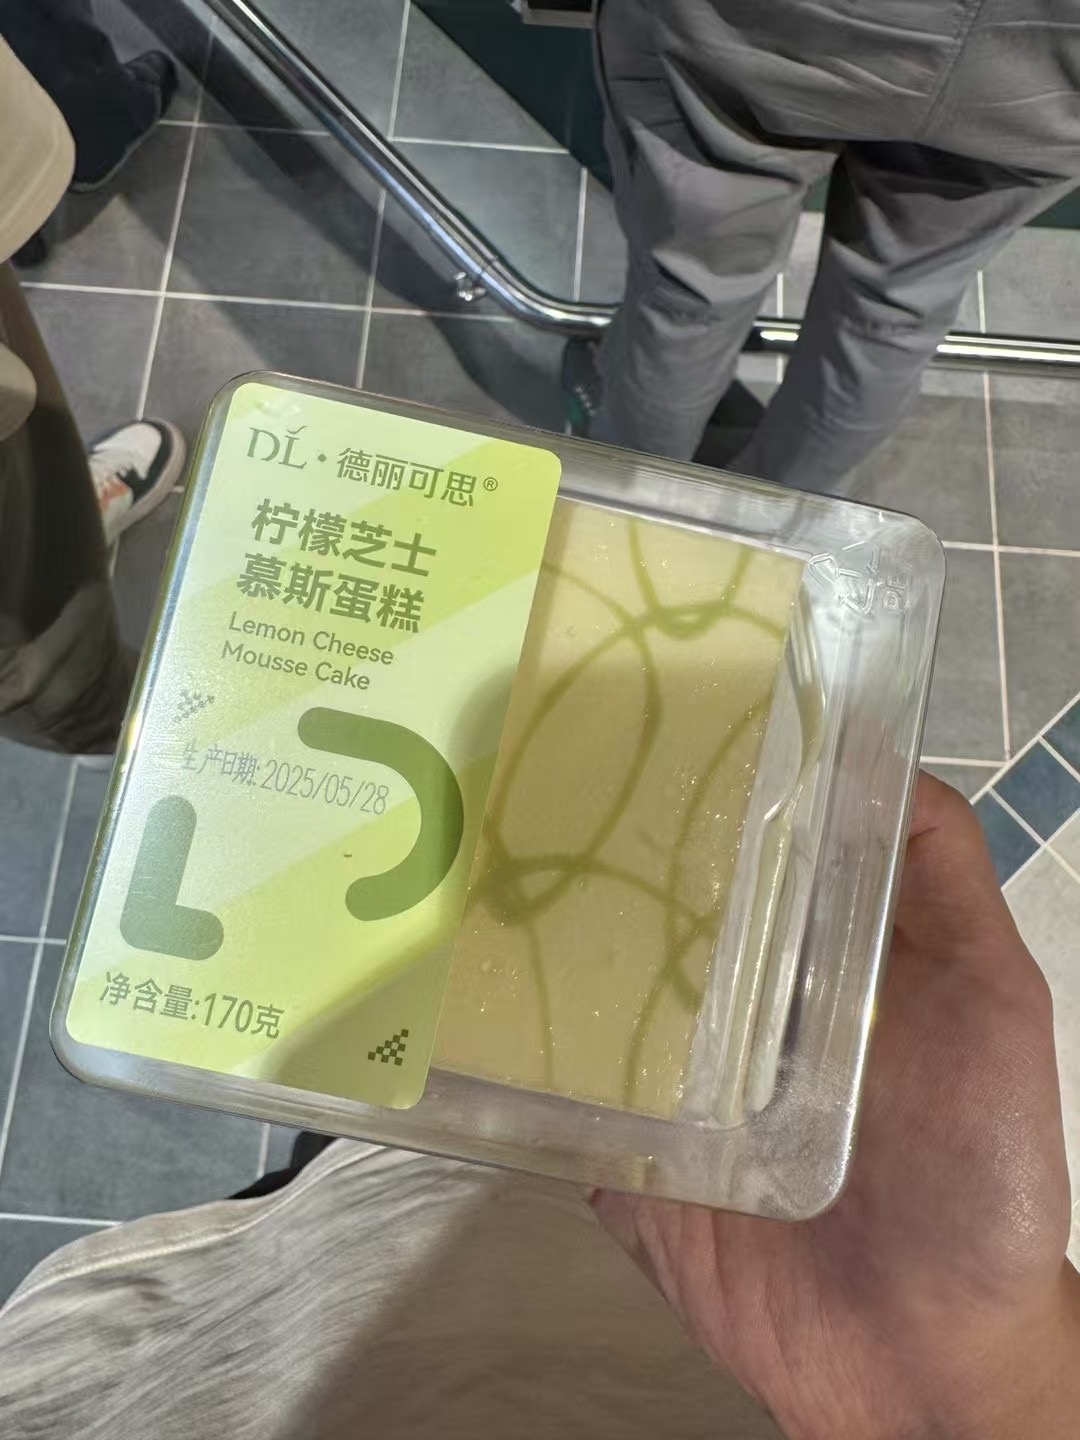 DL·德丽可思®
柠檬芝士
慕斯蛋糕
Lemon Cheese
Mousse Cake
生产日期:2025/05/28
净含量:170克